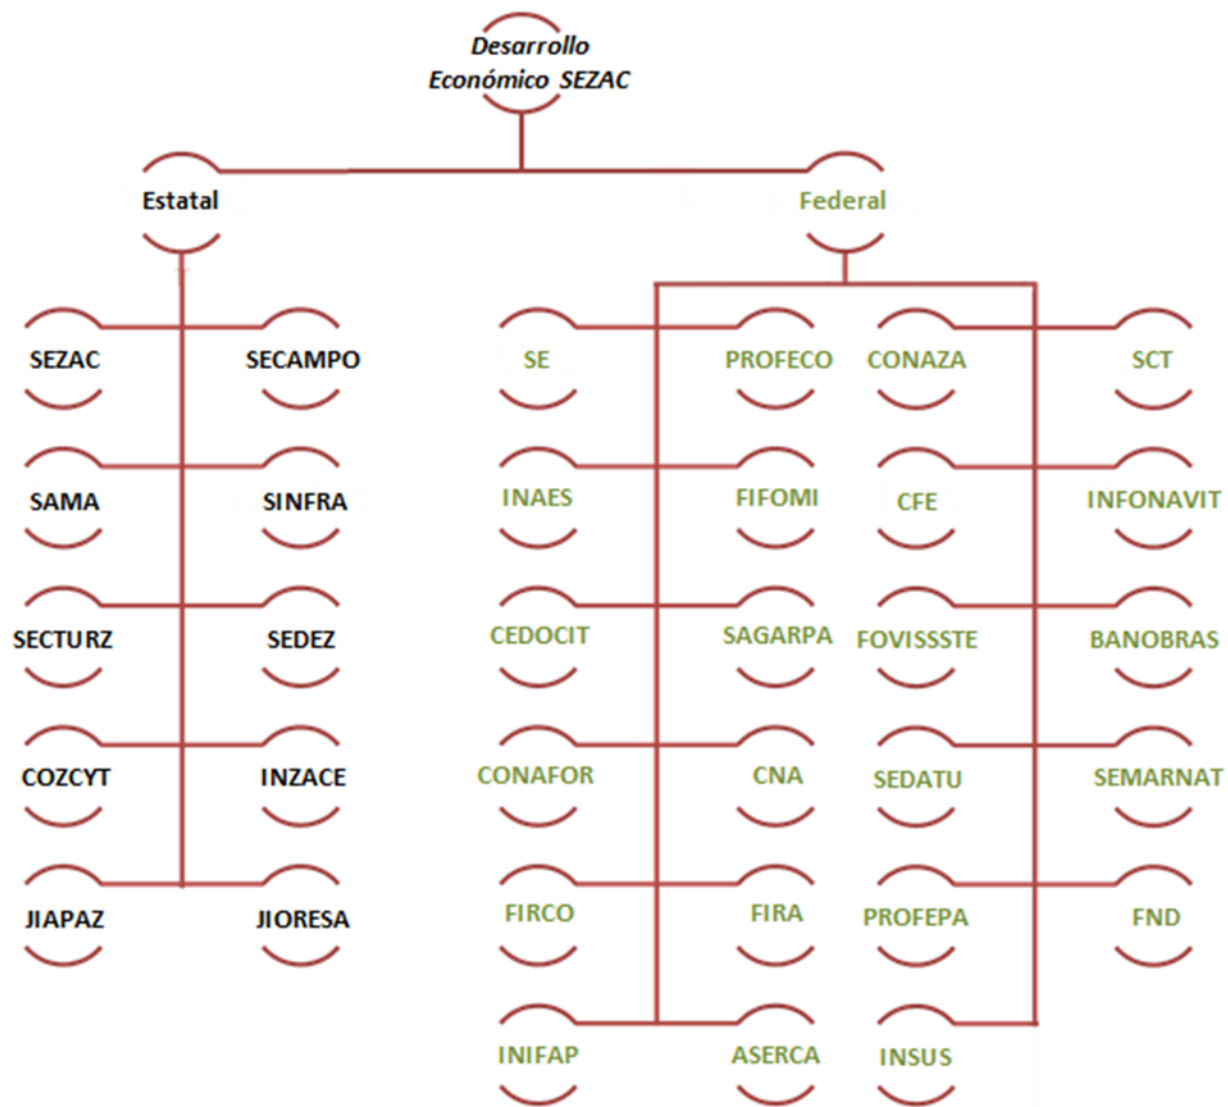 Desarrollo
Económico SEZAC
Estatal
Federal
SEZAC
SECAMPO
SE
PROFECO
CONAZA
SCT
SAMA
SINFRA
INAES
FIFOMI
CFE
INFONAVIT
SECTURZ
SEDEZ
CEDOCIT
SAGARPA
FOVISSSTE
BANOBRAS
COZCYT
INZACE
CONAFOR
CNA
SEDATU
SEMARNAT
JIAPAZ
JIORESA
FIRCO
FIRA
PROFEPA
FND
INIFAP
ASERCA
INSUS